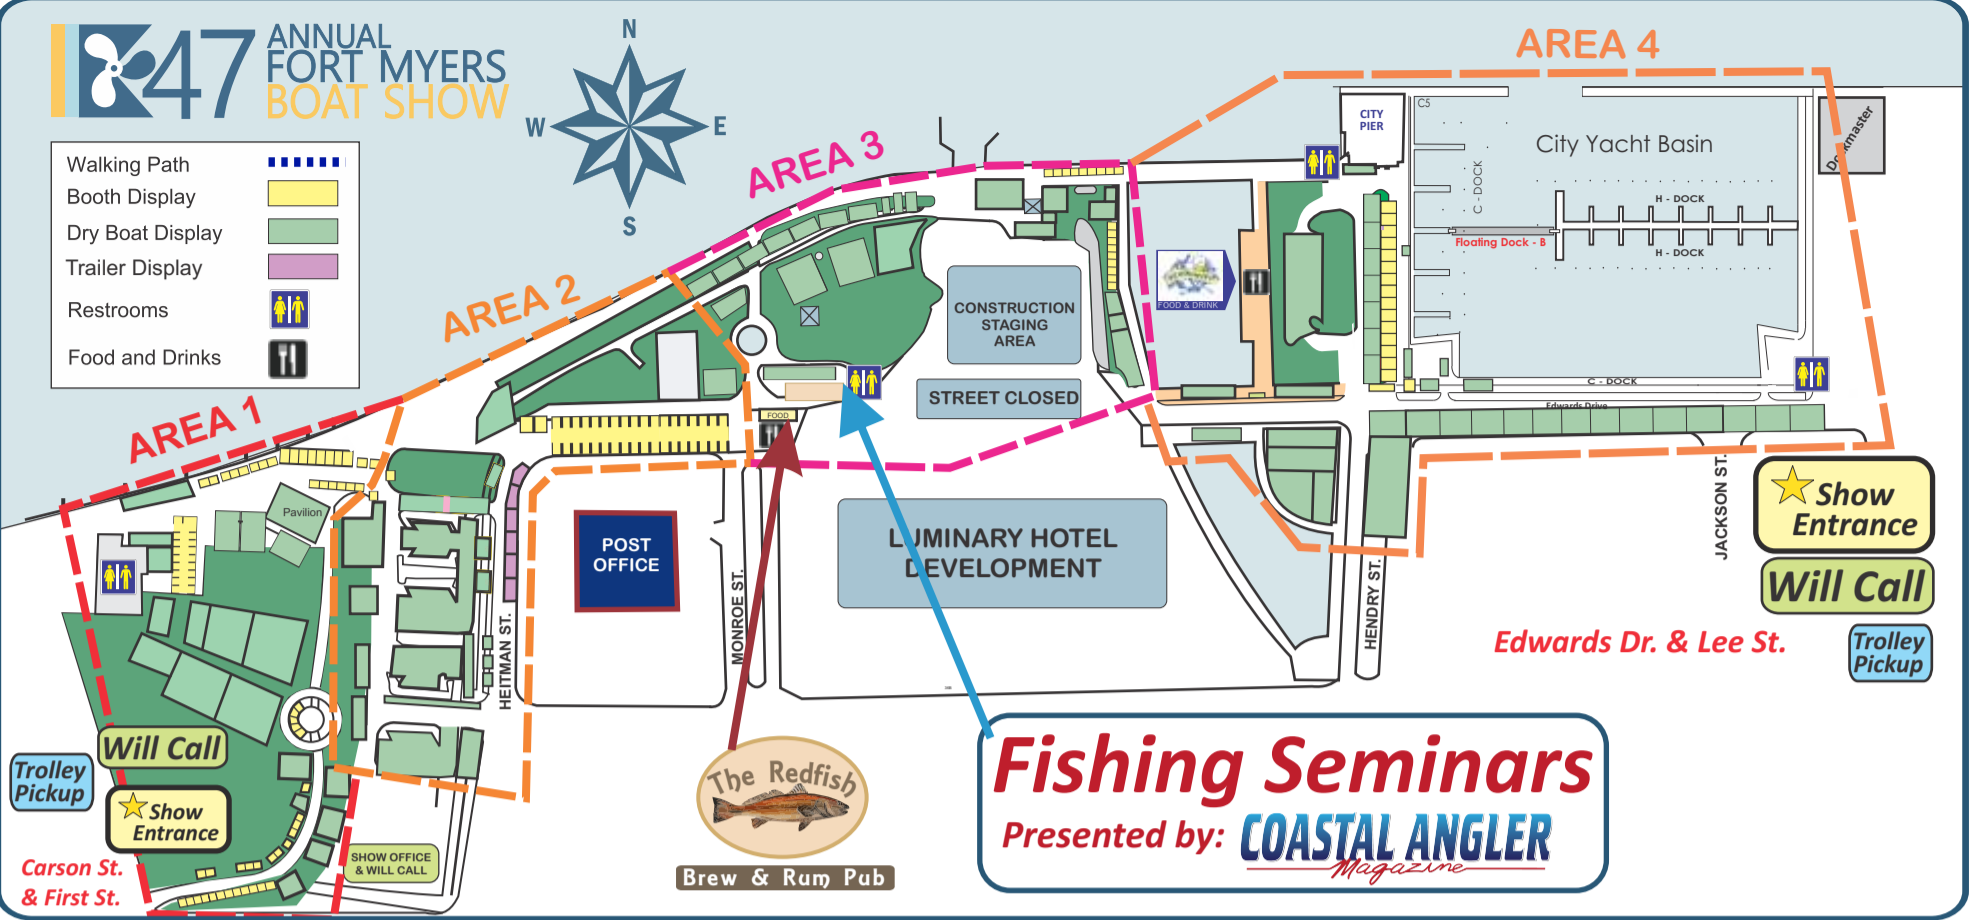 47
ANNUAL
FORT MYERS
BOAT SHOW
Walking Path
Booth Display
Dry Boat Display
Trailer Display
Restrooms
Food and Drinks
N
W
E
S
AREA 1
AREA 2
AREA 3
AREA 4
CITY
PIER
C5
City Yacht Basin
Dockmaster
C - DOCK
H - DOCK
Floating Dock - B
H - DOCK
C - DOCK
Edwards Drive
FOOD & DRINK
CONSTRUCTION
STAGING
AREA
STREET CLOSED
FOOD
Pavilion
POST
OFFICE
LUMINARY HOTEL
DEVELOPMENT
HEITMAN ST.
MONROE ST.
HENDRY ST.
JACKSON ST.
Show
Entrance
Will Call
Edwards Dr. & Lee St.
Trolley
Pickup
Will Call
Trolley
Pickup
Show
Entrance
Carson St.
& First St.
SHOW OFFICE
& WILL CALL
The Redfish
Brew & Rum Pub
Fishing Seminars
Presented by: COASTAL ANGLER
Magazine